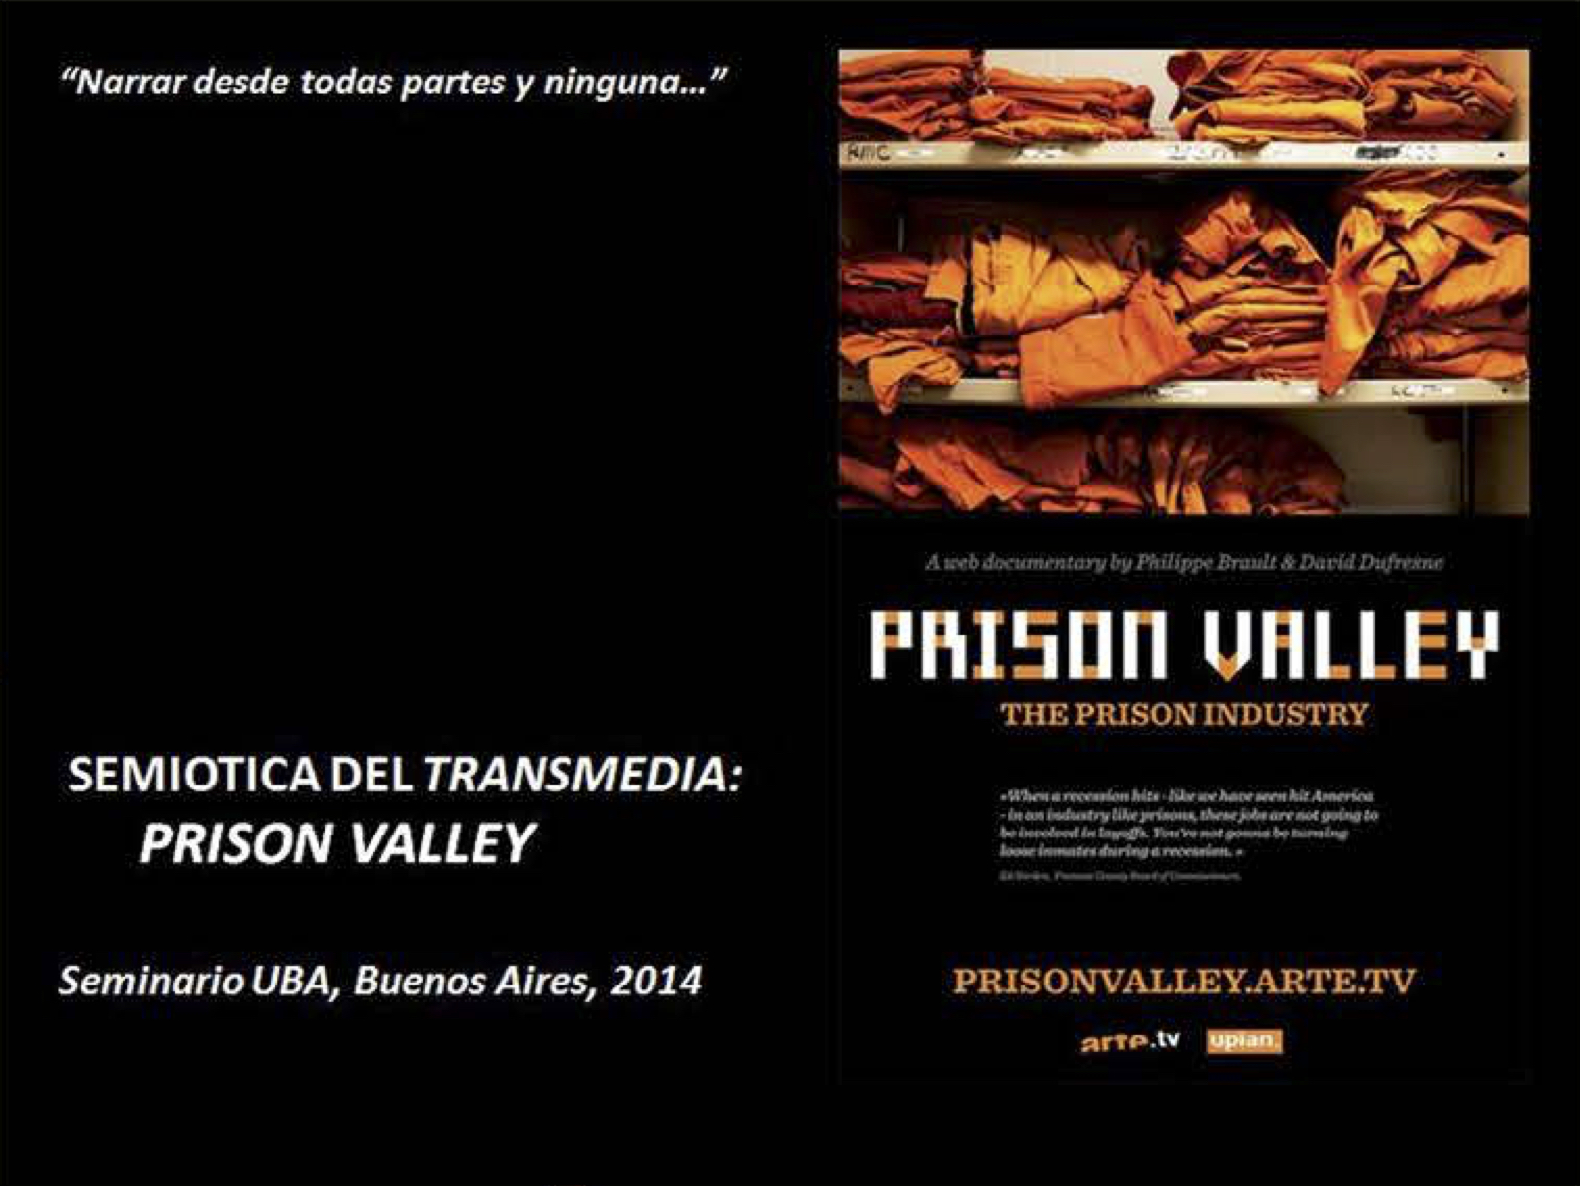 “Narrar desde todas partes y ninguna...”
SEMIOTICA DEL TRANSMEDIA:
PRISON VALLEY
Seminario UBA, Buenos Aires, 2014
RMC
A web documentary by Philippe Brault & David Dufresne
PRISON VALLEY
THE PRISON INDUSTRY
«When a recession hits - like we have seen hit America
- in an industry like prisons, these jobs are not going to
be involved in layoffs. You're not gonna be turning
loose inmates during a recession. »
PRISONVALLEY.ARTE.TV
arte.tv
upian.